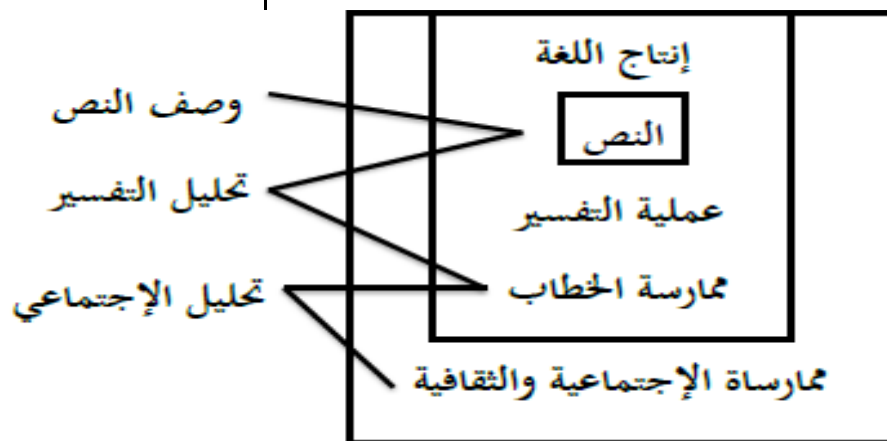 إنتاج اللغة
وصف النص
النص
تحليل التفسير
عملية التفسير
ممارسة الخطاب
تحليل الإجتماعي
ممارساة الإجتماعية والثقافية